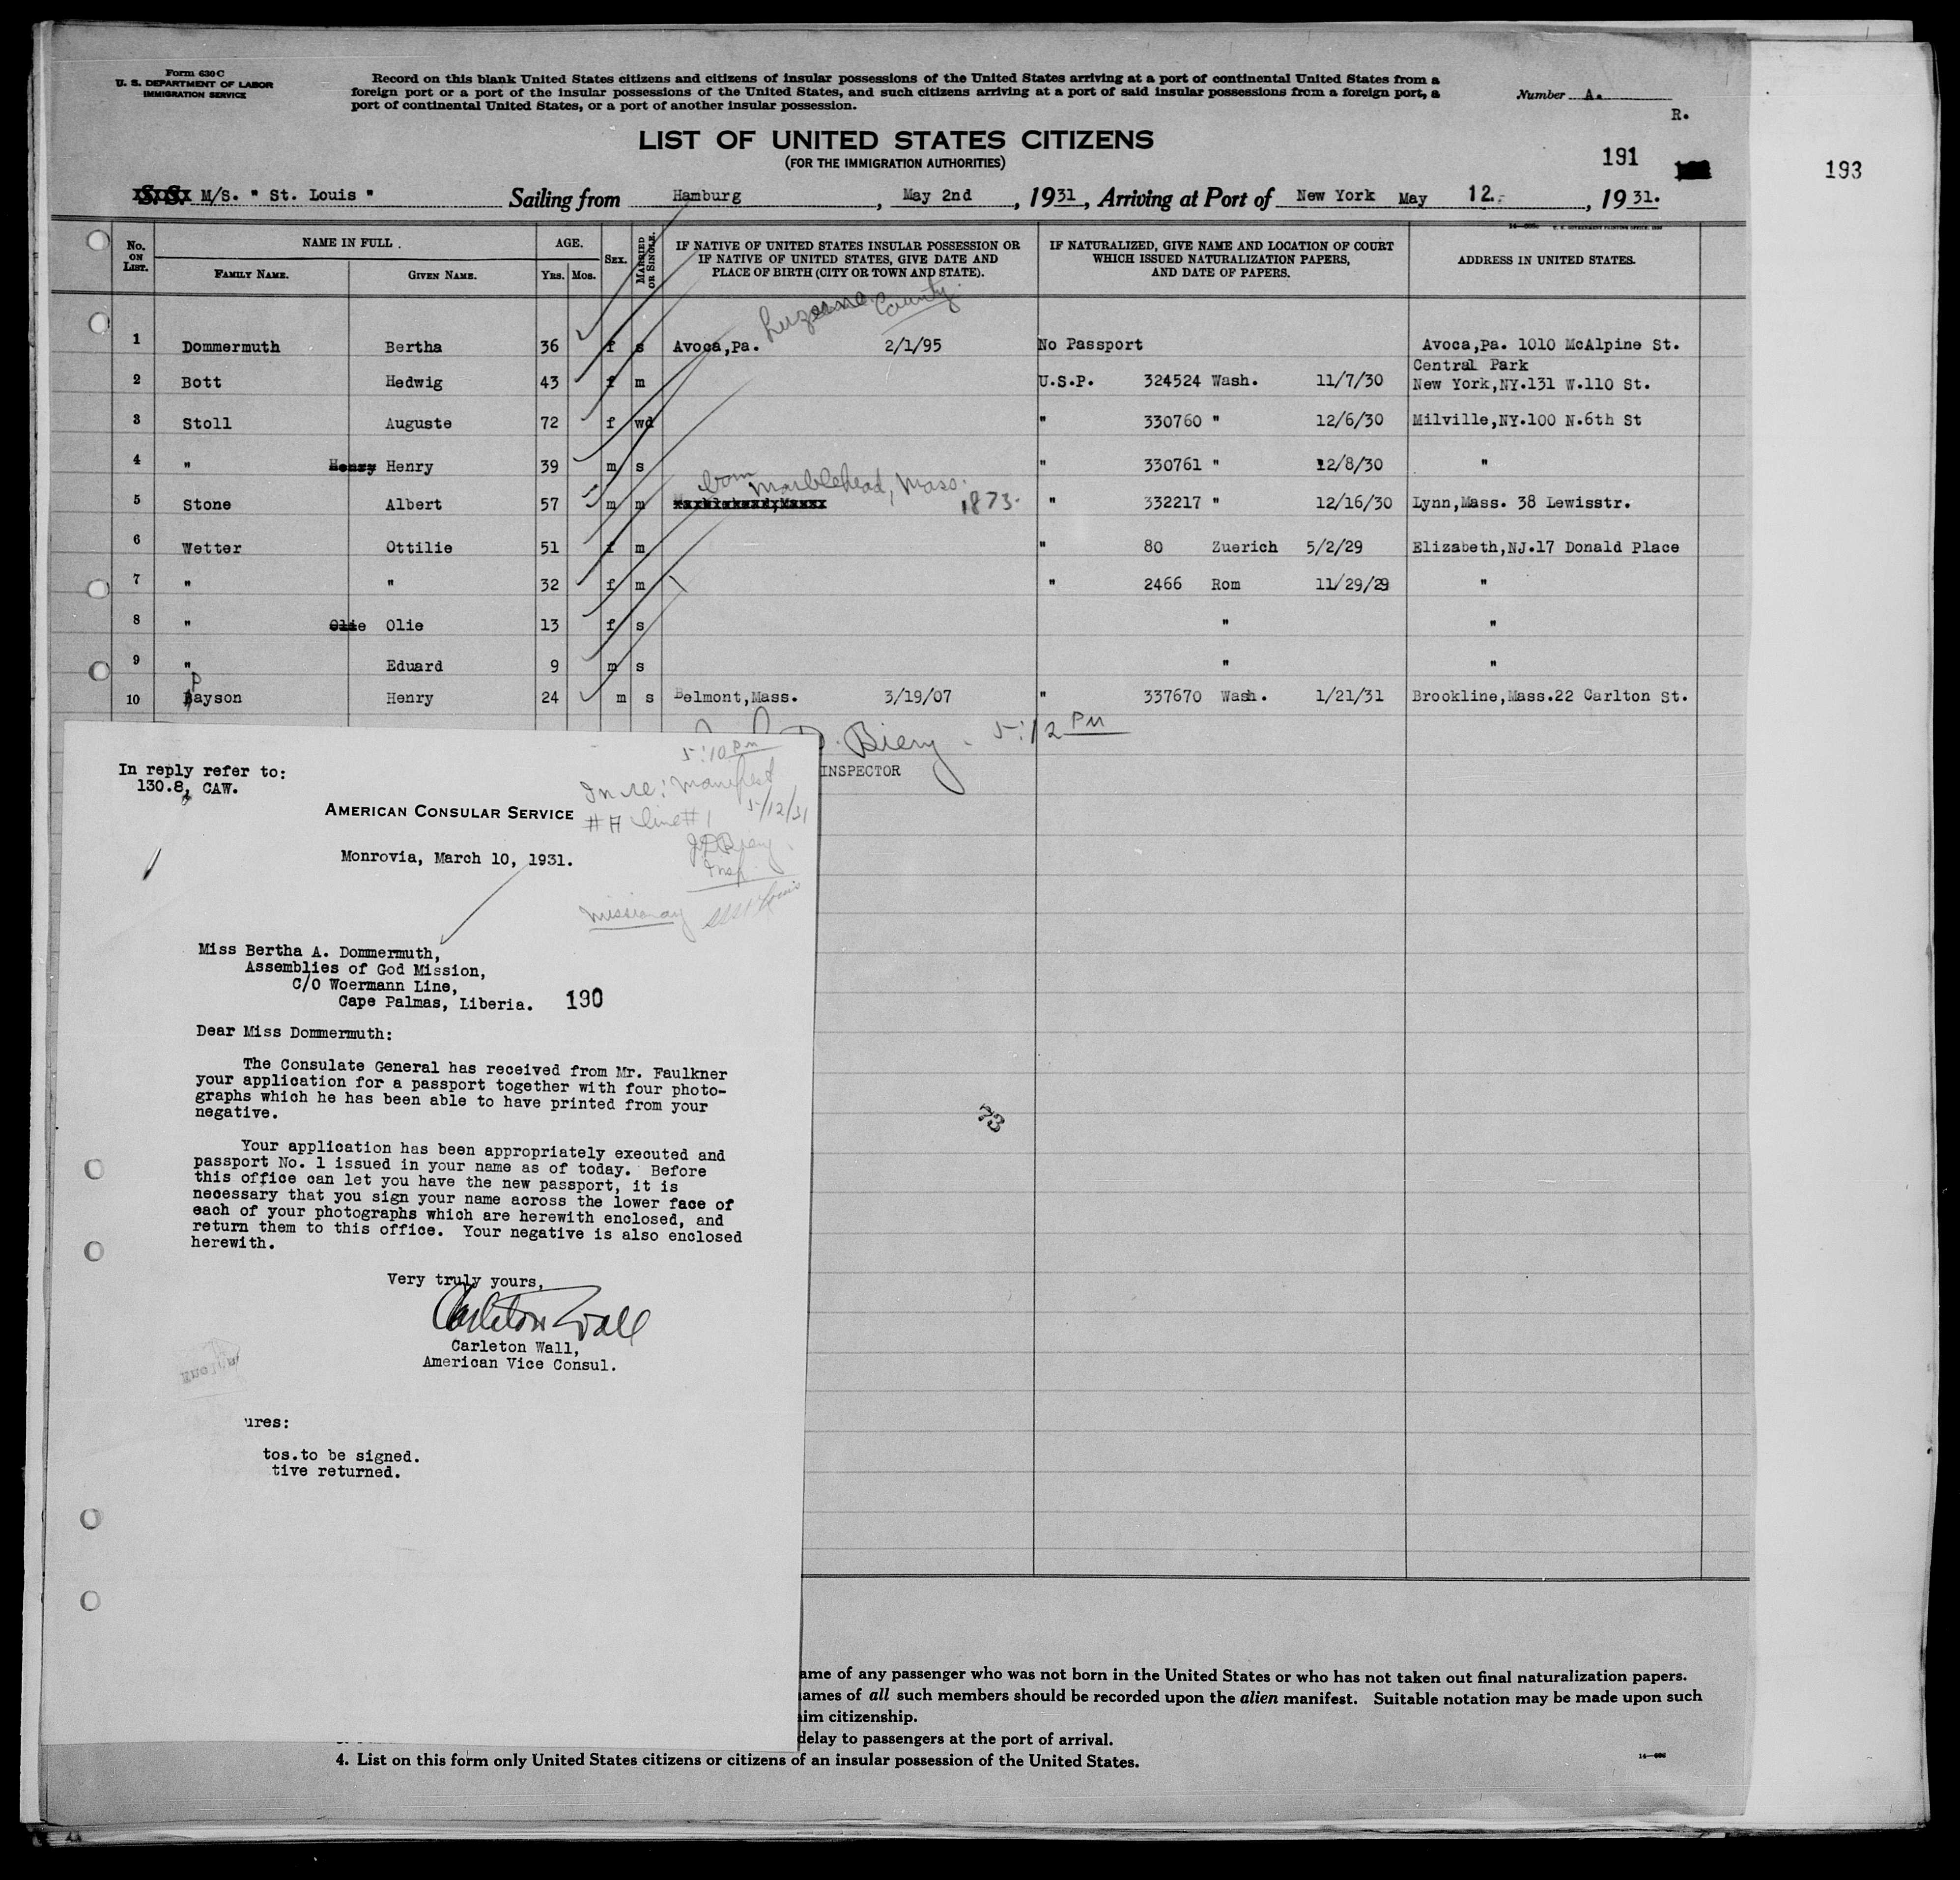 Form 630 C
U. S. DEPARTMENT OF LABOR
IMMIGRATION SERVICE
Record on this blank United States citizens and citizens of insular possessions of the United States arriving at a port of continental United States from a
foreign port or a port of the insular possessions of the United States, and such citizens arriving at a port of said insular possessions from a foreign port, a
port of continental United States, or a port of another insular possession.
Number A.
R.
LIST OF UNITED STATES CITIZENS
(FOR THE IMMIGRATION AUTHORITIES)
191
193
S. S. M/S. " St. Louis " Sailing from Hamburg, May 2nd, 1931, Arriving at Port of New York May 12., 1931.
No. ON LIST. NAME IN FULL. FAMILY NAME. GIVEN NAME. AGE. YRS. MOS. SEX. MARRIED OR SINGLE. IF NATIVE OF UNITED STATES INSULAR POSSESSION OR IF NATIVE OF UNITED STATES, GIVE DATE AND PLACE OF BIRTH (CITY OR TOWN AND STATE). IF NATURALIZED, GIVE NAME AND LOCATION OF COURT WHICH ISSUED NATURALIZATION PAPERS, AND DATE OF PAPERS. ADDRESS IN UNITED STATES.
Luzerne County
1 Dommermuth Bertha 36 f s Avoca,Pa. 2/1/95 No Passport Avoca,Pa. 1010 McAlpine St.
Central Park
2 Bott Hedwig 43 f m U.S.P. 324524 Wash. 11/7/30 New York,NY.131 W.110 St.
3 Stoll Auguste 72 f wd " 330760 " 12/6/30 Milville,NY.100 N.6th St
4 " Henry Henry 39 m s " 330761 " 12/8/30 "
born Marblehead, Mass.
5 Stone Albert 57 m m 1873. " 332217 " 12/16/30 Lynn,Mass. 38 Lewisstr.
6 Wetter Ottilie 51 f m " 80 Zuerich 5/2/29 Elizabeth,NJ.17 Donald Place
7 " " 32 f m " 2466 Rom 11/29/29 "
8 " Olie Olie 13 f s " "
9 " Eduard 9 m s " "
10 Payson Henry 24 m s Belmont,Mass. 3/19/07 " 337670 Wash. 1/21/31 Brookline,Mass.22 Carlton St.
D. Biery - 5:12 PM
INSPECTOR
5:10 PM
In re: Manifest
#A line #1 5/12/31
J D Biery
Insp.
Missionary SS St Louis
In reply refer to:
130.8, CAW.
AMERICAN CONSULAR SERVICE
Monrovia, March 10, 1931.
Miss Bertha A. Dommermuth,
Assemblies of God Mission,
C/O Woermann Line,
Cape Palmas, Liberia.
190
Dear Miss Dommermuth:
The Consulate General has received from Mr. Faulkner
your application for a passport together with four photo-
graphs which he has been able to have printed from your
negative.
Your application has been appropriately executed and
passport No. 1 issued in your name as of today. Before
this office can let you have the new passport, it is
necessary that you sign your name across the lower face of
each of your photographs which are herewith enclosed, and
return them to this office. Your negative is also enclosed
herewith.
Very truly yours,
Carleton Wall
Carleton Wall,
American Vice Consul.
ures:
tos.to be signed.
tive returned.
73
ame of any passenger who was not born in the United States or who has not taken out final naturalization papers.
ames of all such members should be recorded upon the alien manifest. Suitable notation may be made upon such
im citizenship.
delay to passengers at the port of arrival.
4. List on this form only United States citizens or citizens of an insular possession of the United States.